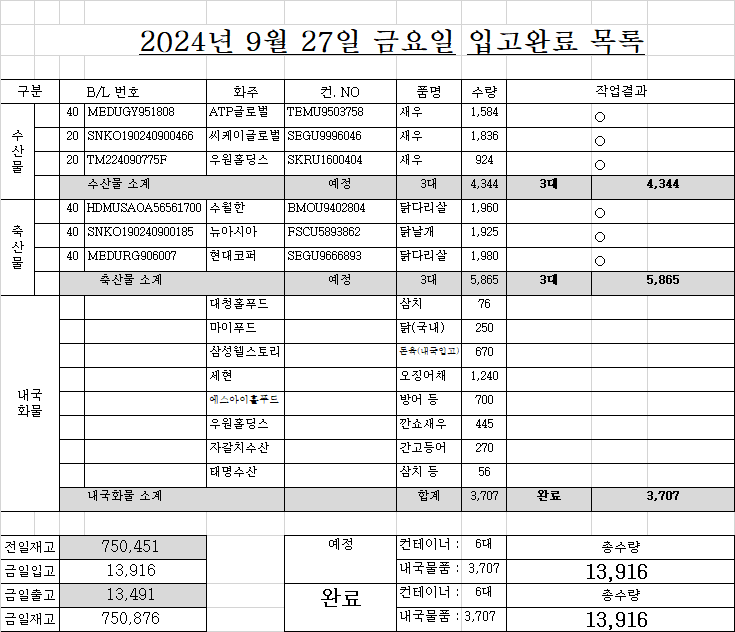 2024년 9월 27일 금요일 입고완료 목록
구분 B/L 번호 화주 컨. NO 품명 수량 작업결과
수산물
40 MEDUGY951808 ATP글로벌 TEMU9503758 새우 1,584 ○
20 SNKO190240900466 씨케이글로벌 SEGU9996046 새우 1,836 ○
20 TM224090775F 우원홀딩스 SKRU1600404 새우 924 ○
수산물 소계 예정 3대 4,344 3대 4,344
축산물
40 HDMUSAOA56561700 수월한 BMOU9402804 닭다리살 1,960 ○
40 SNKO190240900185 뉴아시아 FSCU5893862 닭날개 1,925 ○
40 MEDURG906007 현대코퍼 SEGU9666893 닭다리살 1,980 ○
축산물 소계 예정 3대 5,865 3대 5,865
내국
화물
대청홀푸드 삼치 76
마이푸드 닭(국내) 250
삼성웰스토리 돈육(내국입고) 670
세현 오징어채 1,240
에스아이홀푸드 방어 등 700
우원홀딩스 깐쇼새우 445
자갈치수산 간고등어 270
태명수산 삼치 등 56
내국화물 소계 합계 3,707 완료 3,707
전일재고 750,451 예정 컨테이너 : 6대 총수량
금일입고 13,916 내국물품 : 3,707 13,916
금일출고 13,491 완료 컨테이너 : 6대 총수량
금일재고 750,876 내국물품 : 3,707 13,916